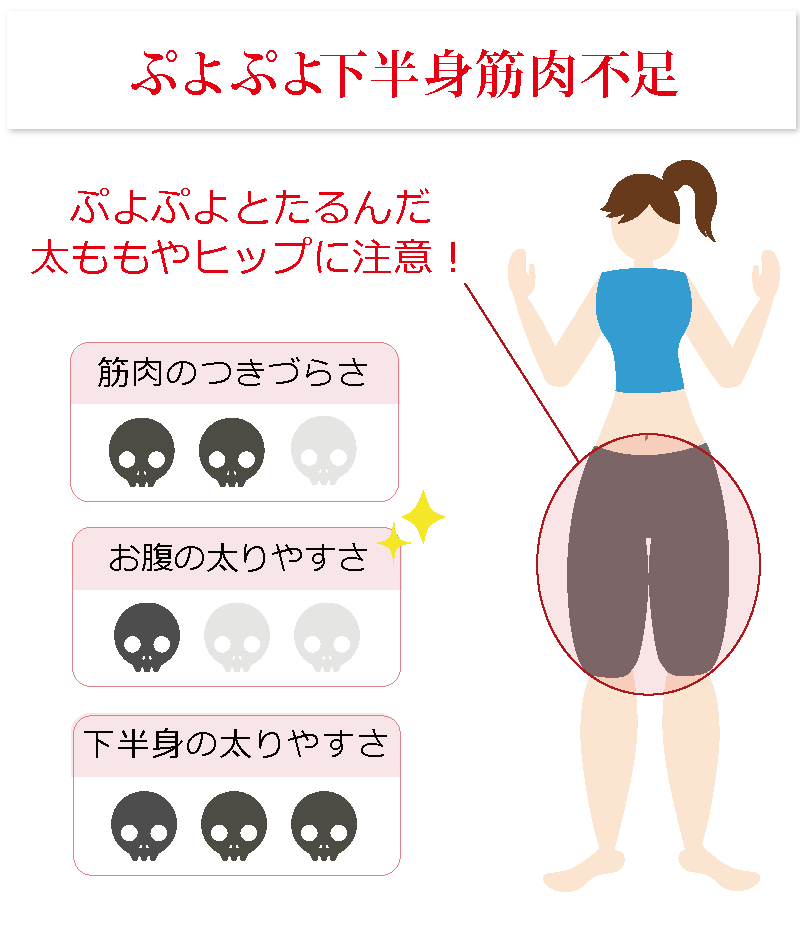 ぷよぷよ下半身筋肉不足
ぷよぷよとたるんだ
太ももやヒップに注意！
筋肉のつきづらさ
お腹の太りやすさ
下半身の太りやすさ